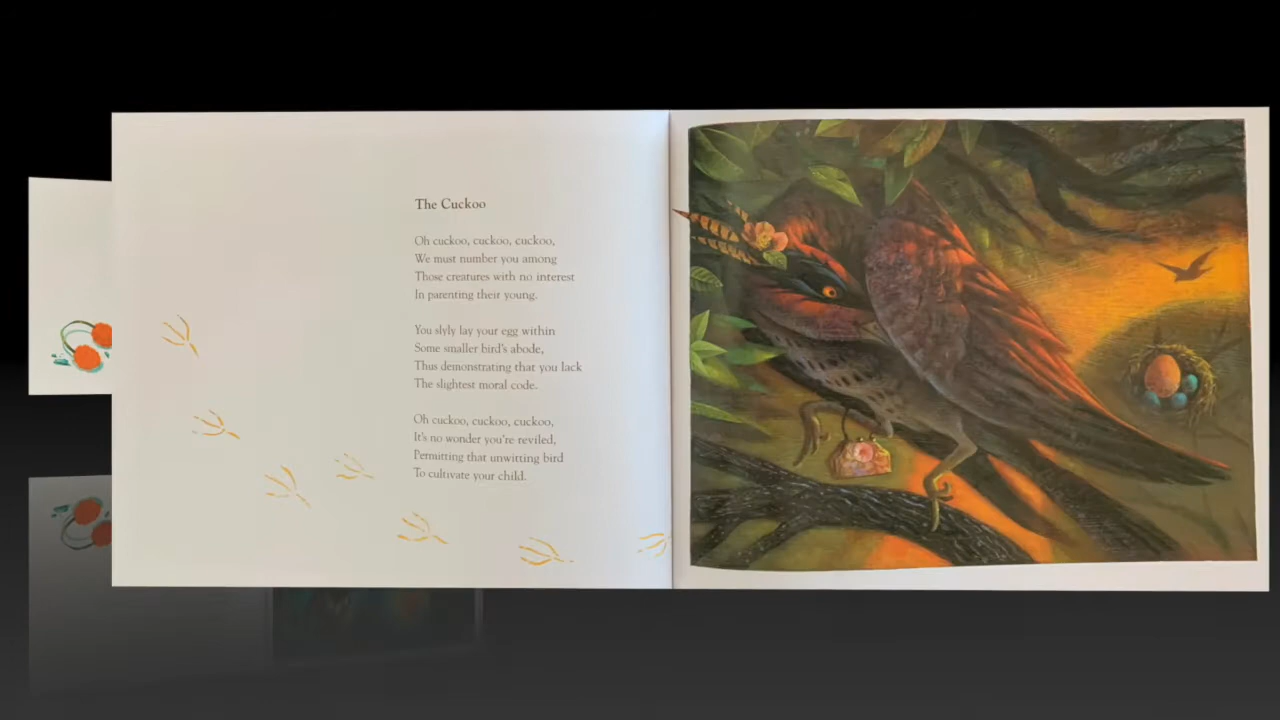 The Cuckoo
Oh cuckoo, cuckoo, cuckoo,
We must number you among
Those creatures with no interest
In parenting their young.
You slyly lay your egg within
Some smaller bird's abode,
Thus demonstrating that you lack
The slightest moral code.
Oh cuckoo, cuckoo, cuckoo,
It's no wonder you're reviled,
Permitting that unwitting bird
To cultivate your child.